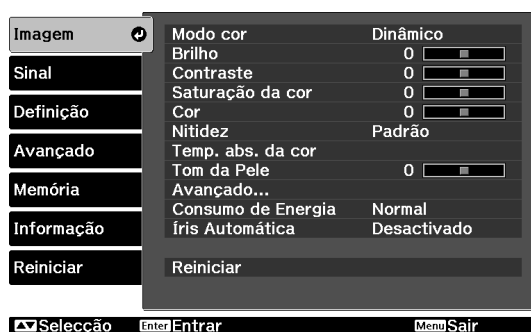 Imagem
Sinal
Definição
Avançado
Memória
Informação
Reiniciar
Modo cor Dinâmico
Brilho 0
Contraste 0
Saturação da cor 0
Cor 0
Nitidez Padrão
Temp. abs. da cor
Tom da Pele 0
Avançado...
Consumo de Energia Normal
Íris Automática Desactivado
Reiniciar
Selecção Enter Entrar Menu Sair